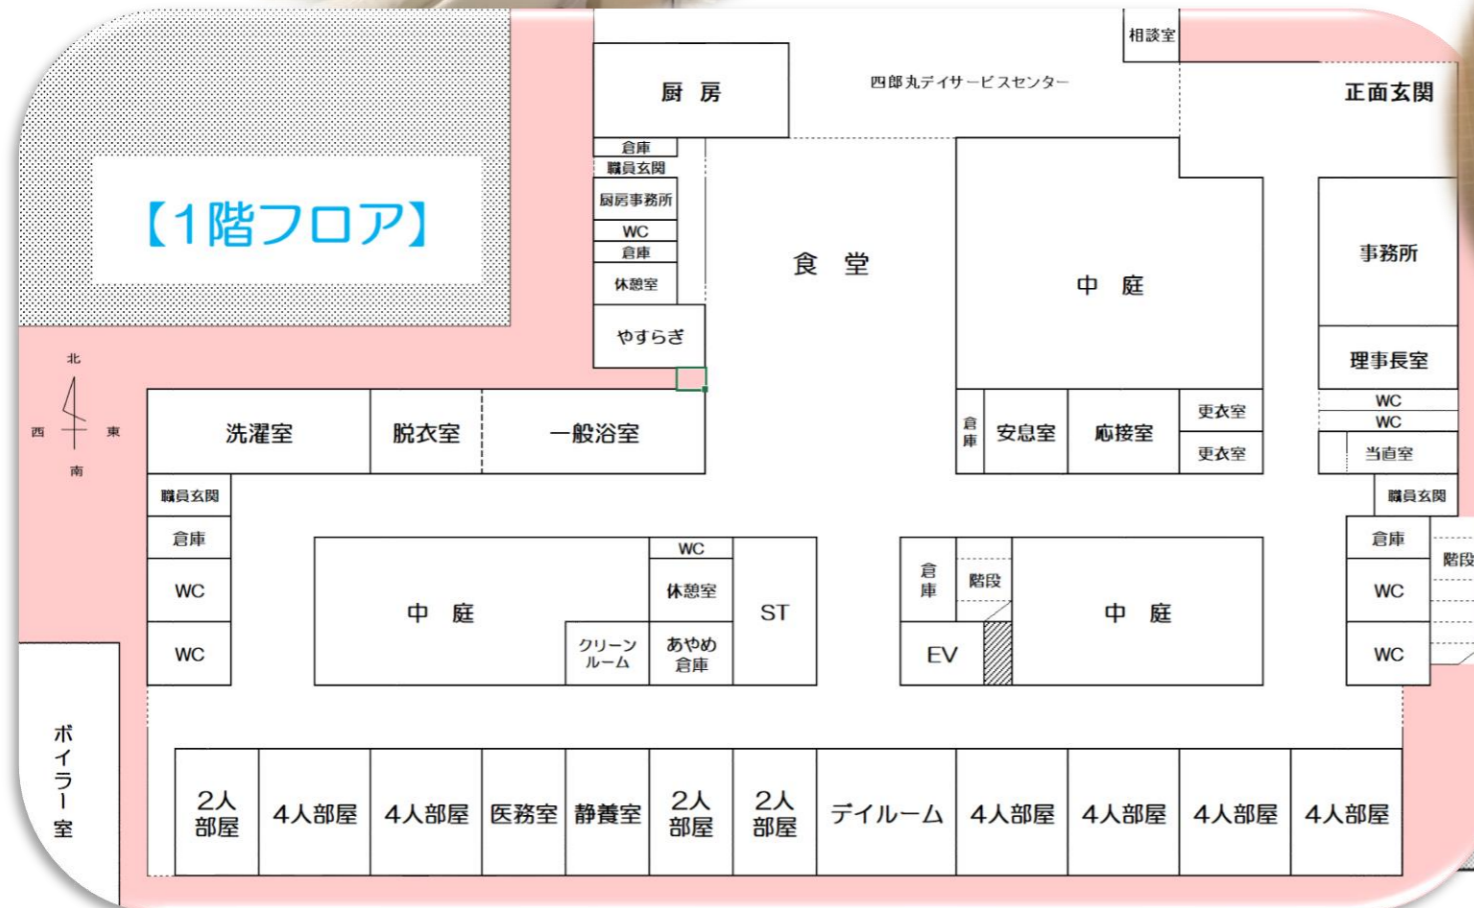 相談室
厨 房
四郎丸デイサービスセンター
正面玄関
倉庫
職員玄関
厨房事務所
WC
倉庫
休憩室
やすらぎ
【1階フロア】
食 堂
中 庭
事務所
理事長室
WC
WC
当直室
職員玄関
北
西
東
南
洗濯室
脱衣室
一般浴室
倉庫
安息室
応接室
更衣室
更衣室
職員玄関
倉庫
WC
WC
中 庭
WC
休憩室
クリーン
ルーム
あやめ
倉庫
ST
倉庫
階段
EV
中 庭
倉庫
階段
WC
WC
ボイラー室
2人
部屋
4人部屋
4人部屋
医務室
静養室
2人
部屋
2人
部屋
デイルーム
4人部屋
4人部屋
4人部屋
4人部屋